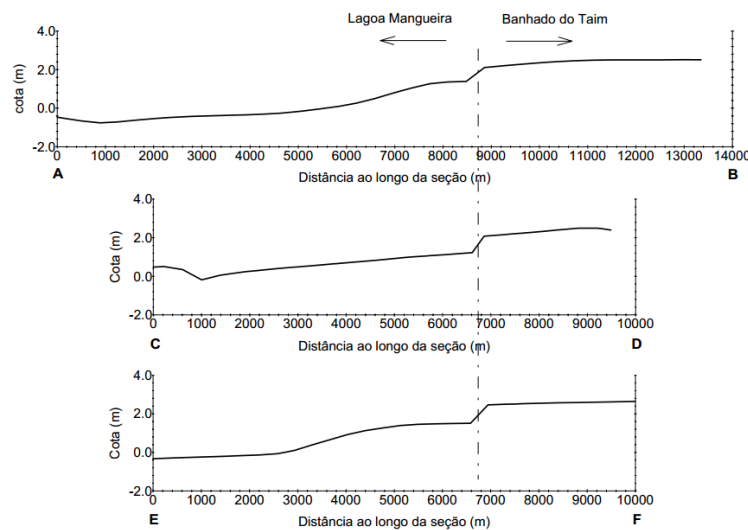 Lagoa Mangueira Banhado do Taim
4.0
2.0
0.0
-2.0
cota (m)
0 1000 2000 3000 4000 5000 6000 7000 8000 9000 10000 11000 12000 13000 14000
A Distância ao longo da seção (m) B
4.0
2.0
0.0
-2.0
Cota (m)
0 1000 2000 3000 4000 5000 6000 7000 8000 9000 10000
C Distância ao longo da seção (m) D
4.0
2.0
0.0
-2.0
Cota (m)
0 1000 2000 3000 4000 5000 6000 7000 8000 9000 10000
E Distância ao longo da seção (m) F